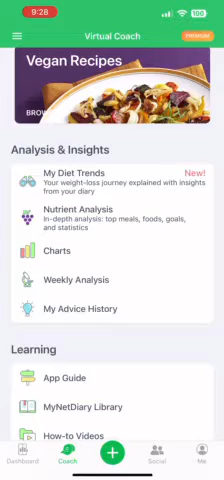 9:28
100
Virtual Coach
PREMIUM
Vegan Recipes
BROW
Analysis & Insights
My Diet Trends New!
Your weight-loss journey explained with insights
from your diary
Nutrient Analysis
In-depth analysis: top meals, foods, goals,
and statistics
Charts
Weekly Analysis
My Advice History
Learning
App Guide
MyNetDiary Library
How-to Videos
Dashboard Coach Social Me